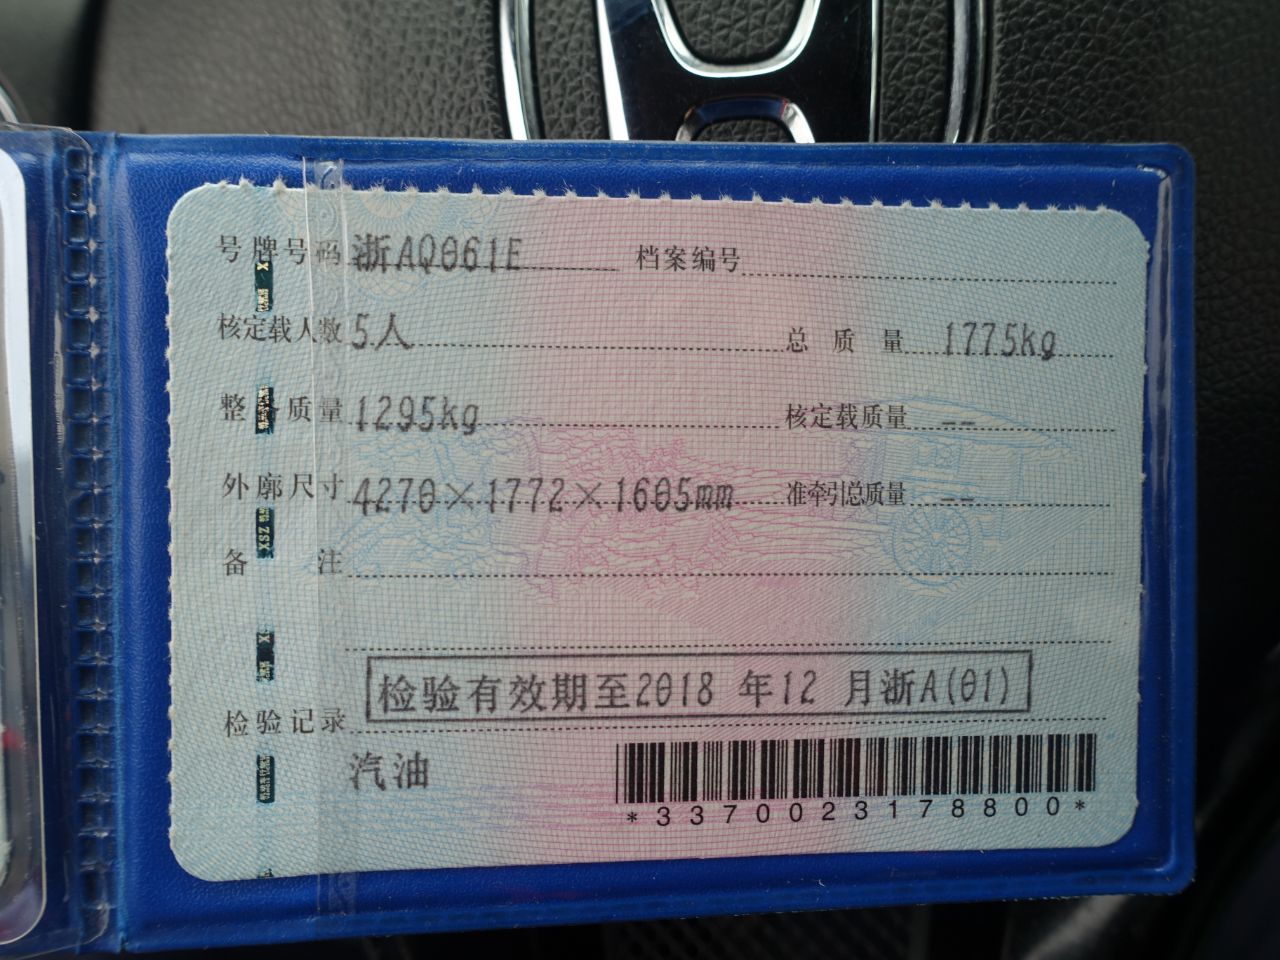 号牌号码 浙AQ061E 档案编号
核定载人数 5人 总质量 1775kg
整 质量 1295kg 核定载质量 --
外廓尺寸 4270×1772×1605mm 准牵引总质量 --
备注
检验有效期至2018 年12 月浙A(01)
检验记录
汽油
*337002317880​0*